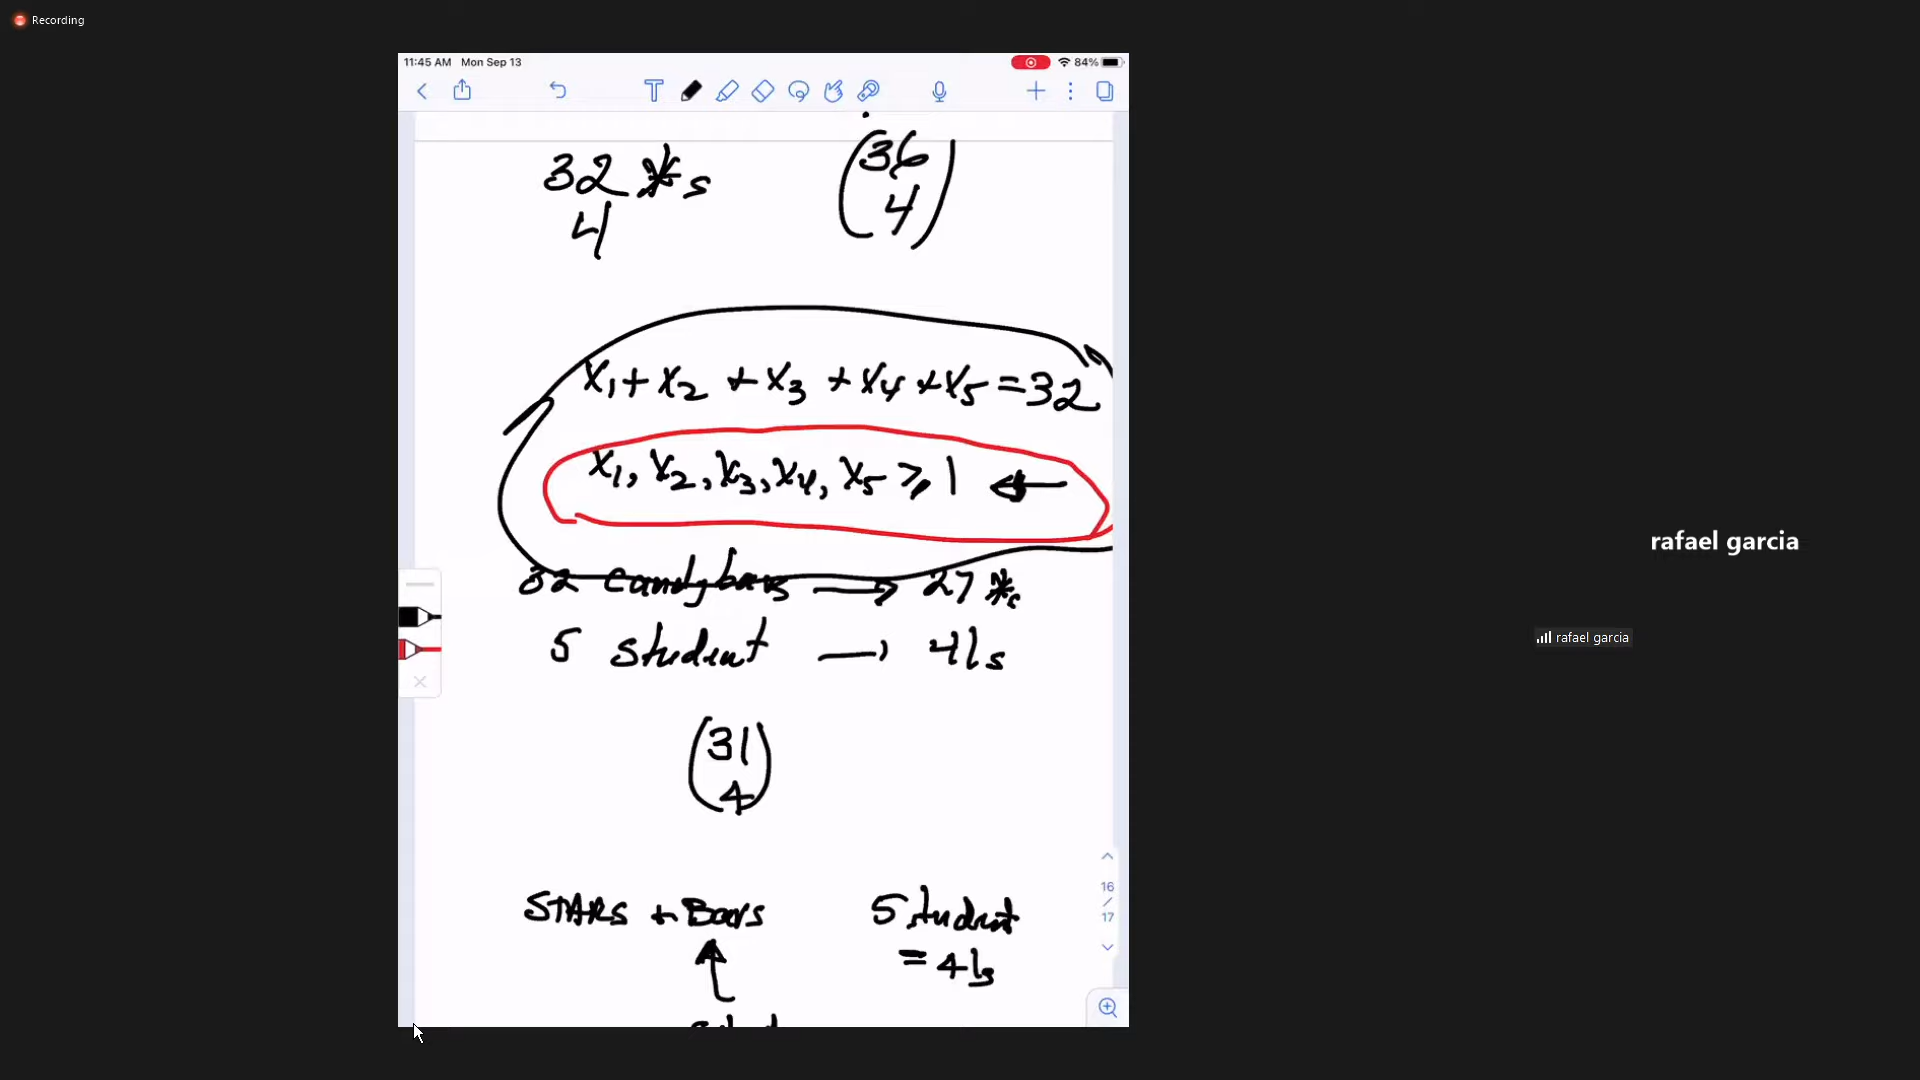 Recording
11:45 AM Mon Sep 13
84%
32 *s
4
(36
4)
x1 + x2 + x3 + x4 + x5 = 32
x1, x2, x3, x4, x5 ≥ 1 ←
32 Candybars ⟹ 27 *s
5 student → 4 |s
(31
4)
STARS + Bars
5 student
= 4 |s
16
/
17
rafael garcia
rafael garcia